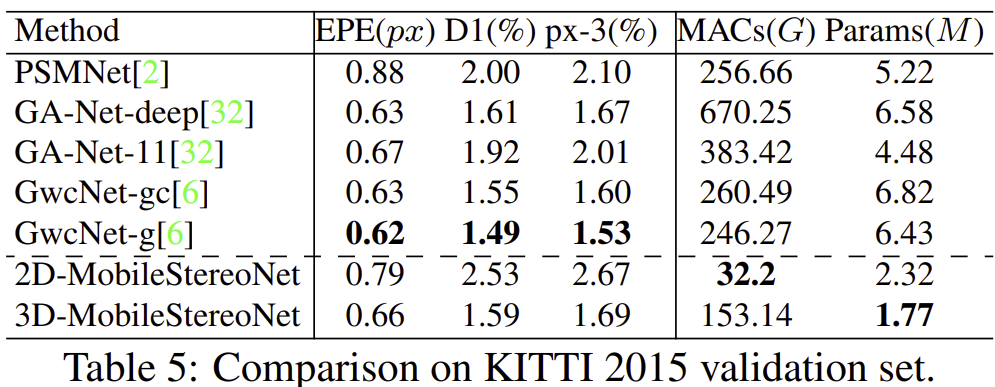 Method EPE(px) D1(%) px-3(%) MACs(G) Params(M)
PSMNet[2] 0.88 2.00 2.10 256.66 5.22
GA-Net-deep[32] 0.63 1.61 1.67 670.25 6.58
GA-Net-11[32] 0.67 1.92 2.01 383.42 4.48
GwcNet-gc[6] 0.63 1.55 1.60 260.49 6.82
GwcNet-g[6] 0.62 1.49 1.53 246.27 6.43
2D-MobileStereoNet 0.79 2.53 2.67 32.2 2.32
3D-MobileStereoNet 0.66 1.59 1.69 153.14 1.77
Table 5: Comparison on KITTI 2015 validation set.